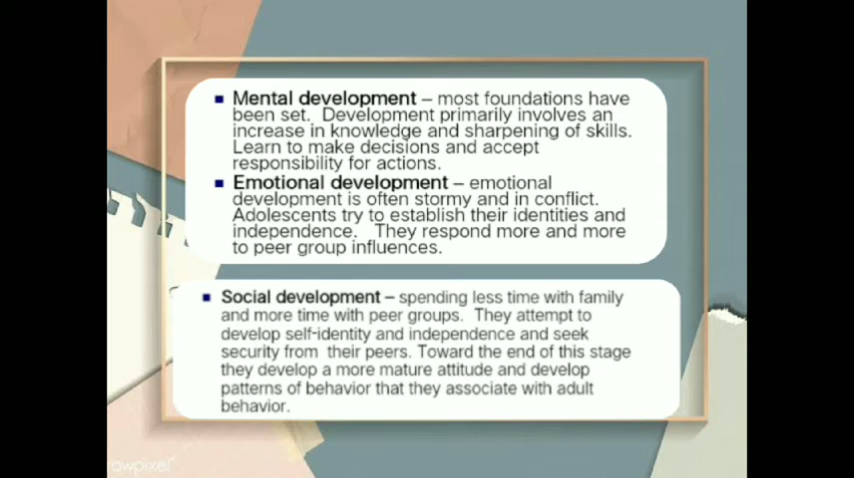 ▪ Mental development – most foundations have
been set. Development primarily involves an
increase in knowledge and sharpening of skills.
Learn to make decisions and accept
responsibility for actions.
▪ Emotional development – emotional
development is often stormy and in conflict.
Adolescents try to establish their identities and
independence. They respond more and more
to peer group influences.
▪ Social development – spending less time with family
and more time with peer groups. They attempt to
develop self-identity and independence and seek
security from their peers. Toward the end of this stage
they develop a more mature attitude and develop
patterns of behavior that they associate with adult
behavior.
rawpixel